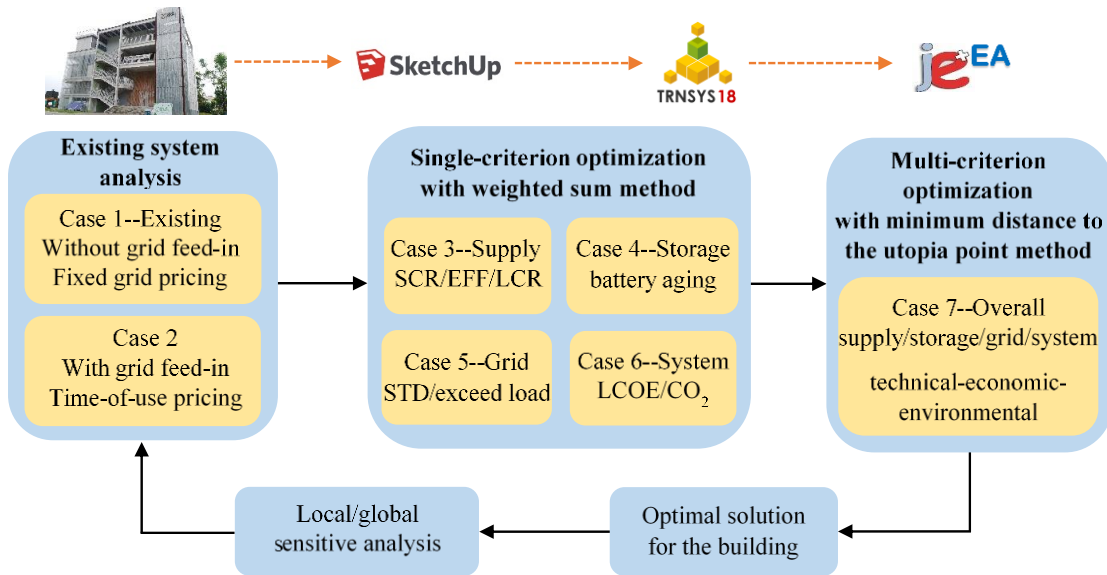 SketchUp
TRNSYS 18
je+EA
Existing system
analysis
Case 1--Existing
Without grid feed-in
Fixed grid pricing
Case 2
With grid feed-in
Time-of-use pricing
Single-criterion optimization
with weighted sum method
Case 3--Supply
SCR/EFF/LCR
Case 4--Storage
battery aging
Case 5--Grid
STD/exceed load
Case 6--System
LCOE/CO₂
Multi-criterion
optimization
with minimum distance to
the utopia point method
Case 7--Overall
supply/storage/grid/system
technical-economic-
environmental
Local/global
sensitive analysis
Optimal solution
for the building